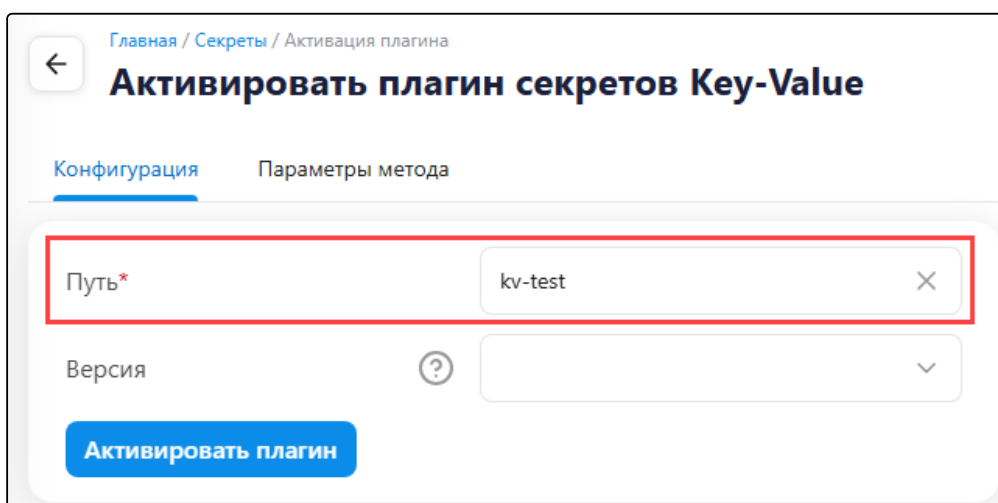 Главная / Секреты / Активация плагина
Активировать плагин секретов Key-Value
Конфигурация Параметры метода
Путь* kv-test
Версия ?
Активировать плагин